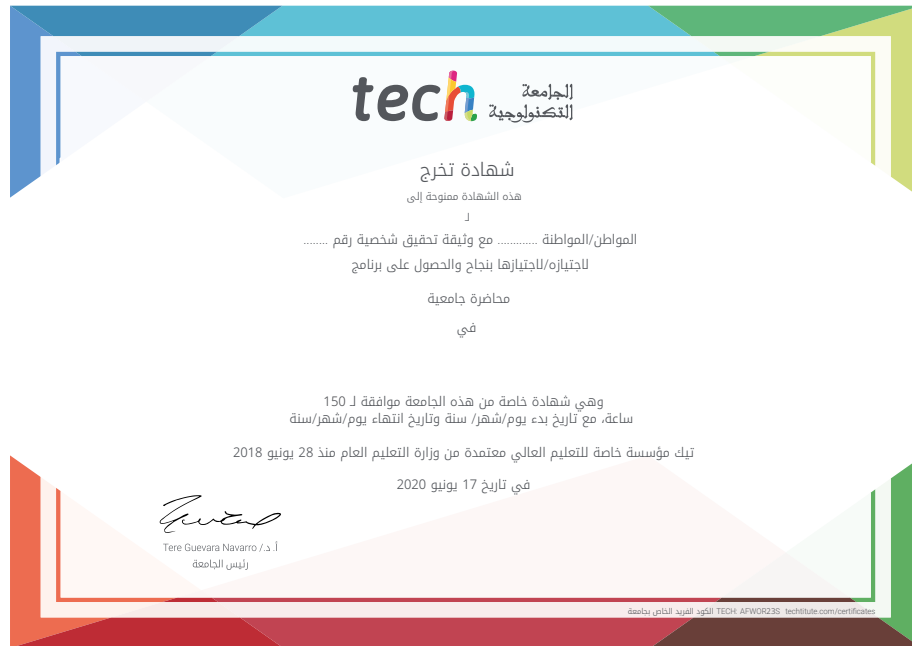 tech الجامعة
التكنولوجية
شهادة تخرج
هذه الشهادة ممنوحة إلى
لـ
المواطن/المواطنة ............ مع وثيقة تحقيق شخصية رقم ........
لاجتيازه/لاجتيازها بنجاح والحصول على برنامج
محاضرة جامعية
في
وهي شهادة خاصة من هذه الجامعة موافقة لـ 150
ساعة، مع تاريخ بدء يوم/شهر/ سنة وتاريخ انتهاء يوم/شهر/سنة
تيك مؤسسة خاصة للتعليم العالي معتمدة من وزارة التعليم العام منذ 28 يونيو 2018
في تاريخ 17 يونيو 2020
أ.د./ Tere Guevara Navarro
رئيس الجامعة
الكود الفريد الخاص بجامعة TECH: AFWOR23S techtitute.com/certificates